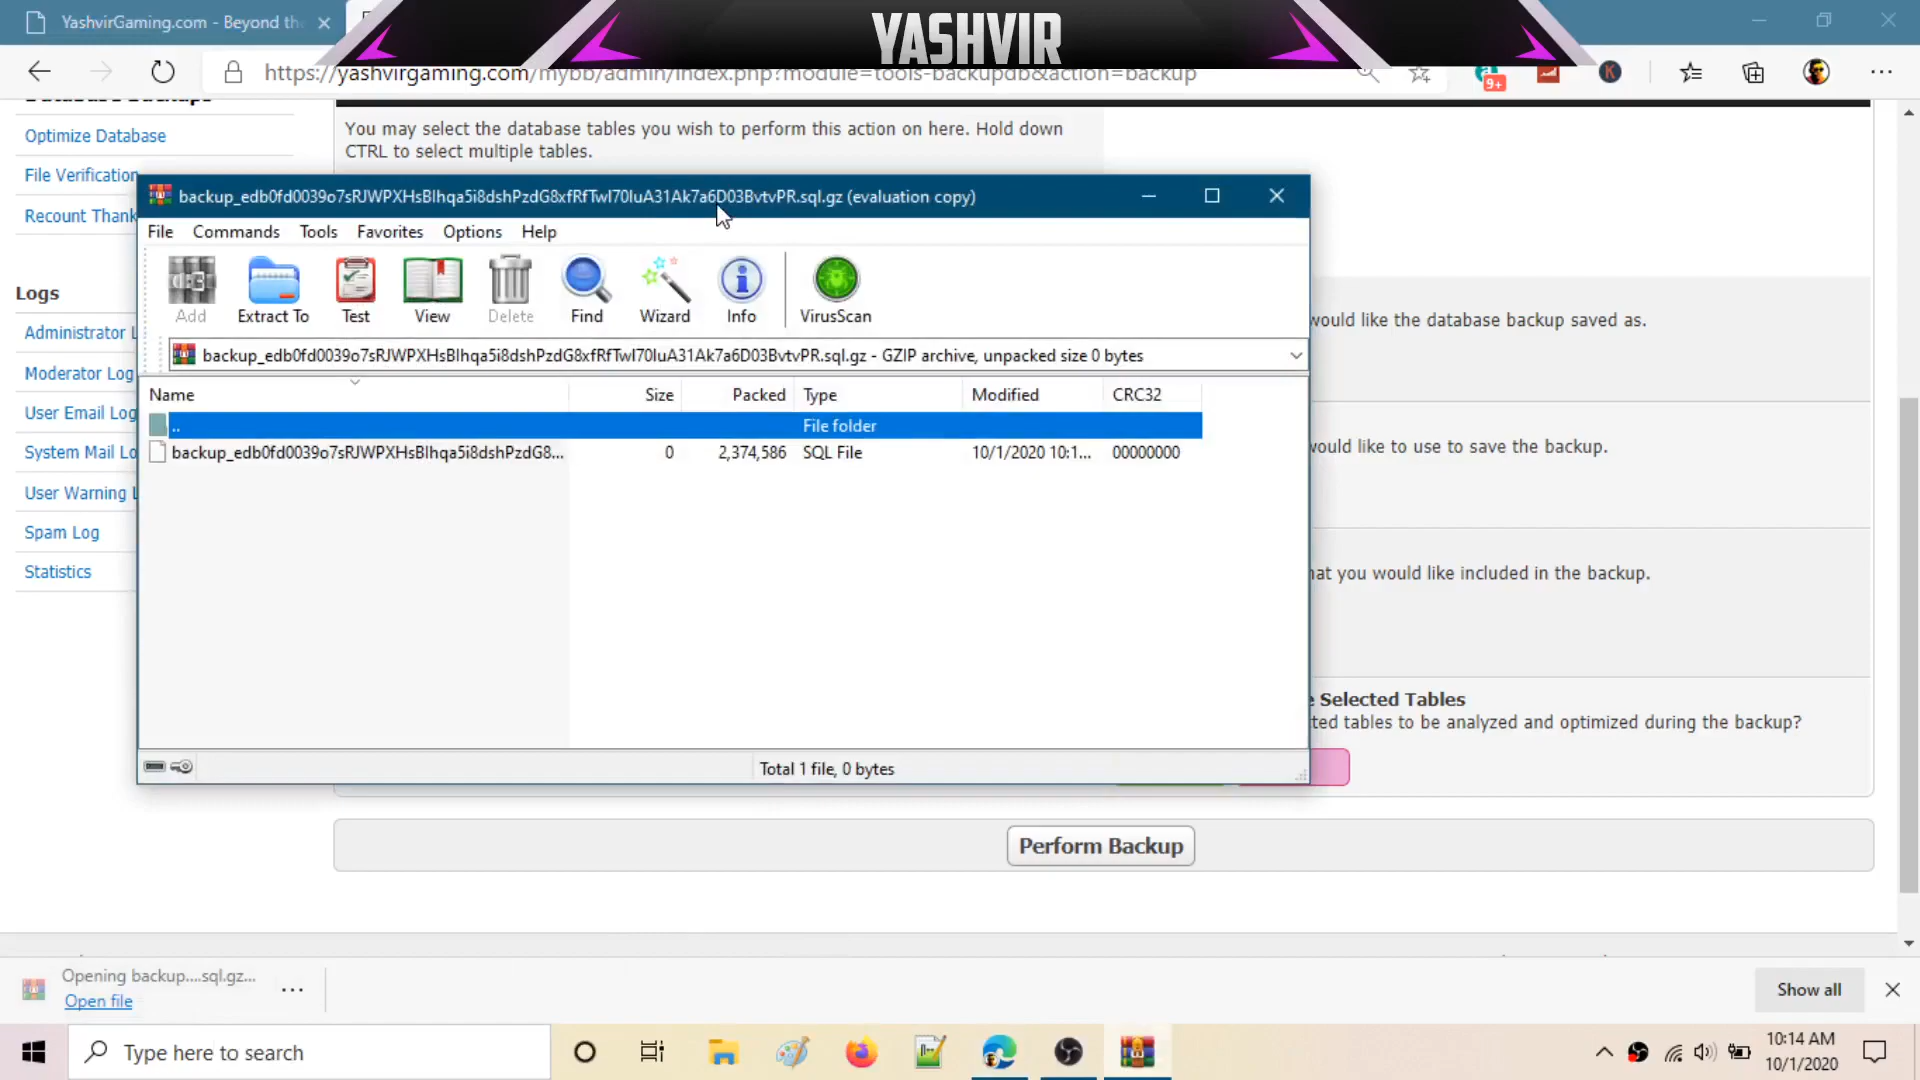 YashvirGaming.com - Beyond th
YASHVIR
https://yashvirgaming.com/mybb/admin/index.php?module=tools-backupdb&action=backup
9+
K
Database Backups
Optimize Database
File Verification
Recount Thank
Logs
Administrator L
Moderator Log
User Email Log
System Mail Lo
User Warning L
Spam Log
Statistics
You may select the database tables you wish to perform this action on here. Hold down
CTRL to select multiple tables.
backup_edb0fd0039o7sRJWPXHsBlhqa5i8dshPzdG8xfRfTwI70IuA31Ak7a6D03BvtvPR.sql.gz (evaluation copy)
File Commands Tools Favorites Options Help
Add Extract To Test View Delete Find Wizard Info VirusScan
backup_edb0fd0039o7sRJWPXHsBlhqa5i8dshPzdG8xfRfTwI70IuA31Ak7a6D03BvtvPR.sql.gz - GZIP archive, unpacked size 0 bytes
Name Size Packed Type Modified CRC32
.. File folder
backup_edb0fd0039o7sRJWPXHsBlhqa5i8dshPzdG8... 0 2,374,586 SQL File 10/1/2020 10:1... 00000000
Total 1 file, 0 bytes
would like the database backup saved as.
would like to use to save the backup.
hat you would like included in the backup.
e Selected Tables
ted tables to be analyzed and optimized during the backup?
Perform Backup
Opening backup....sql.gz...
Open file
Show all
Type here to search
10:14 AM
10/1/2020